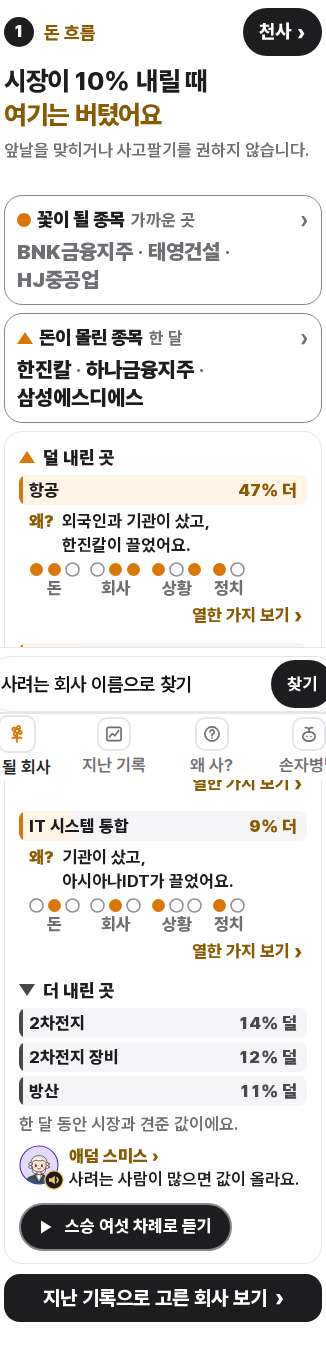 1 돈 흐름
천사 ›
시장이 10% 내릴 때
여기는 버텼어요
앞날을 맞히거나 사고팔기를 권하지 않습니다.
꽃이 될 종목 가까운 곳 ›
BNK금융지주 · 태영건설 ·
HJ중공업
돈이 몰린 종목 한 달 ›
한진칼 · 하나금융지주 ·
삼성에스디에스
덜 내린 곳
항공 47% 더
왜? 외국인과 기관이 샀고,
한진칼이 끌었어요.
돈 회사 상황 정치
열한 가지 보기 ›
사려는 회사 이름으로 찾기 찾기
될 회사 지난 기록 왜 사? 손자병
열한 가지 보기 ›
IT 시스템 통합 9% 더
왜? 기관이 샀고,
아시아나IDT가 끌었어요.
돈 회사 상황 정치
열한 가지 보기 ›
더 내린 곳
2차전지 14% 덜
2차전지 장비 12% 덜
방산 11% 덜
한 달 동안 시장과 견준 값이에요.
애덤 스미스 ›
사려는 사람이 많으면 값이 올라요.
스승 여섯 차례로 듣기
지난 기록으로 고른 회사 보기 ›